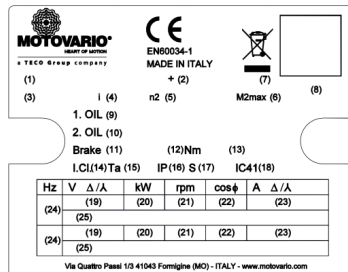 MOTOVARIO®
HEART OF MOTION
a TECO Group company
EN60034-1
MADE IN ITALY
(1) + (2) (7)
(3) i (4) n2 (5) M2max (6) (8)
1. OIL (9)
2. OIL (10)
Brake (11) (12)Nm (13)
I.Cl.(14)Ta (15) IP(16) S (17) IC41(18)
Hz V Δ/⅄ kW rpm cosϕ A Δ/⅄
(24) (19) (20) (21) (22) (23)
(25)
(24) (19) (20) (21) (22) (23)
(25)
Via Quattro Passi 1/3 41043 Formigine (MO) - ITALY - www.motovario.com